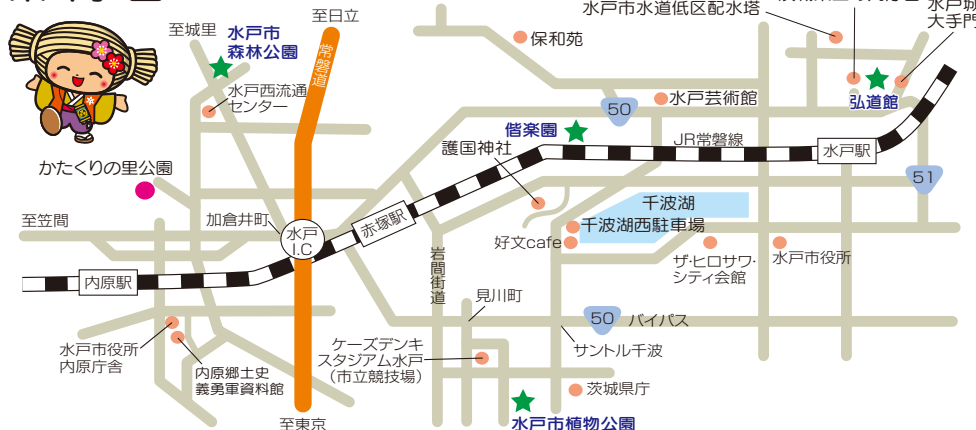 至日立
水戸市水道低区配水塔
水戸城
大手門
至城里
水戸市
森林公園
常磐道
保和苑
水戸西流通
センター
50
水戸芸術館
弘道館
偕楽園
JR常磐線
護国神社
水戸駅
かたくりの里公園
51
千波湖
至笠間
加倉井町
水戸
I.C
赤塚駅
千波湖西駐車場
好文cafe
ザ・ヒロサワ・
シティ会館
水戸市役所
岩間街道
内原駅
見川町
50
バイパス
水戸市役所
内原庁舎
ケーズデンキ
スタジアム水戸
（市立競技場）
サントル千波
内原郷土史
義勇軍資料館
茨城県庁
至東京
水戸市植物公園